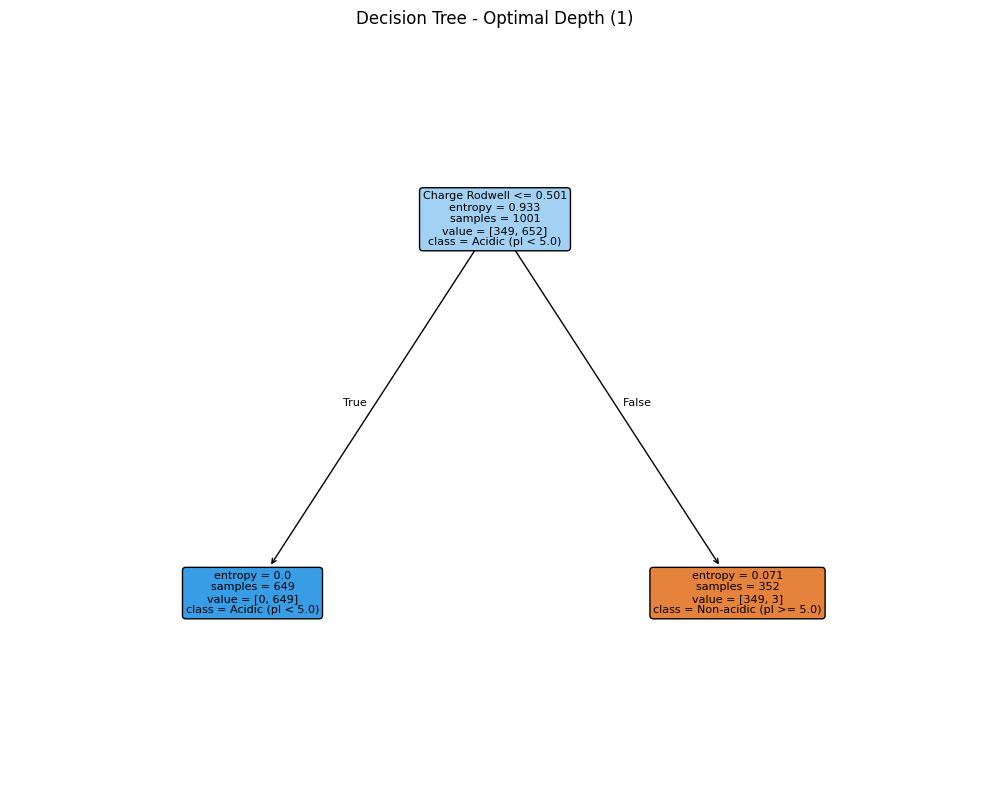 Decision Tree - Optimal Depth (1)
Charge Rodwell <= 0.501
entropy = 0.933
samples = 1001
value = [349, 652]
class = Acidic (pI < 5.0)
True
False
entropy = 0.0
samples = 649
value = [0, 649]
class = Acidic (pI < 5.0)
entropy = 0.071
samples = 352
value = [349, 3]
class = Non-acidic (pI >= 5.0)